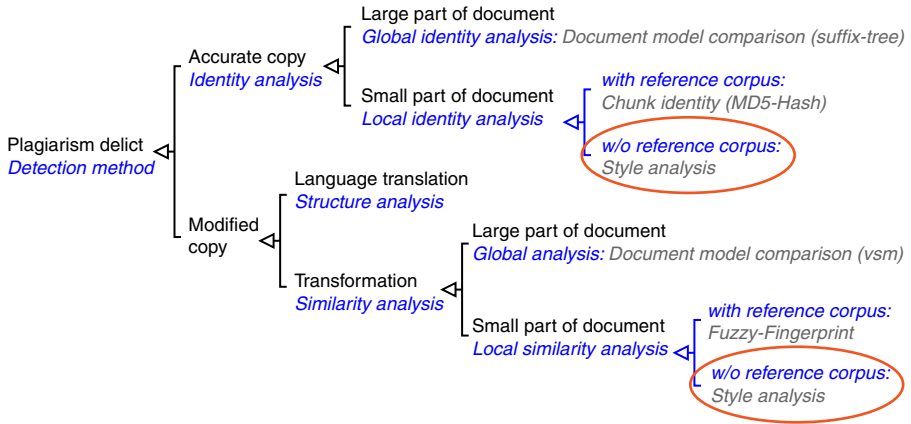 Large part of document
Global identity analysis: Document model comparison (suffix-tree)
Accurate copy
Identity analysis
Small part of document
Local identity analysis
with reference corpus:
Chunk identity (MD5-Hash)
w/o reference corpus:
Style analysis
Plagiarism delict
Detection method
Language translation
Structure analysis
Modified
copy
Large part of document
Global analysis: Document model comparison (vsm)
Transformation
Similarity analysis
Small part of document
Local similarity analysis
with reference corpus:
Fuzzy-Fingerprint
w/o reference corpus:
Style analysis